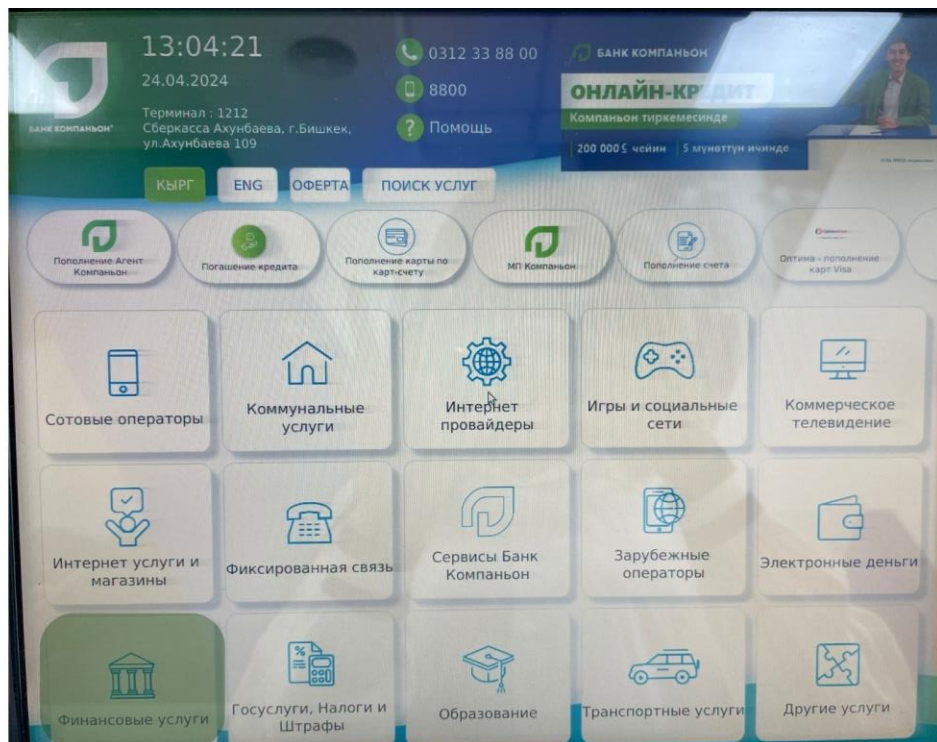 БАНК КОМПАНЬОН
13:04:21
24.04.2024
Терминал : 1212
Сберкасса Ахунбаева, г.Бишкек,
ул.Ахунбаева 109
0312 33 88 00
8800
Помощь
БАНК КОМПАНЬОН
ОНЛАЙН-КРЕДИТ
Компаньон тиркемесинде
200 000 с чейин
5 мүнөттүн ичинде
КЫРГ
ENG
ОФЕРТА
ПОИСК УСЛУГ
Пополнение Агент
Компаньон
Погашение кредита
Пополнение карты по
карт-счету
МП Компаньон
Пополнение счета
Оптима - пополнение
карт Visa
Сотовые операторы
Коммунальные
услуги
Интернет
провайдеры
Игры и социальные
сети
Коммерческое
телевидение
Интернет услуги и
магазины
Фиксированная связь
Сервисы Банк
Компаньон
Зарубежные
операторы
Электронные деньги
Финансовые услуги
Госуслуги, Налоги и
Штрафы
Образование
Транспортные услуги
Другие услуги